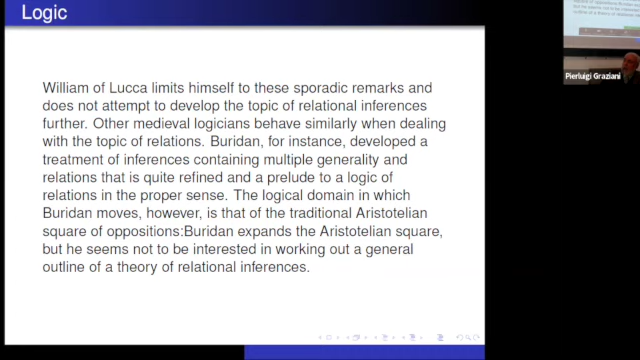 Logic
William of Lucca limits himself to these sporadic remarks and
does not attempt to develop the topic of relational inferences
further. Other medieval logicians behave similarly when dealing
with the topic of relations. Buridan, for instance, developed a
treatment of inferences containing multiple generality and
relations that is quite refined and a prelude to a logic of
relations in the proper sense. The logical domain in which
Buridan moves, however, is that of the traditional Aristotelian
square of oppositions:Buridan expands the Aristotelian square,
but he seems not to be interested in working out a general
outline of a theory of relational inferences.
Pierluigi Graziani